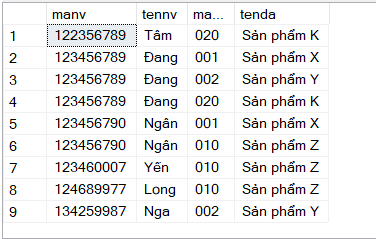 manv tennv ma... tenda
1 122356789 Tâm 020 Sản phẩm K
2 123456789 Đang 001 Sản phẩm X
3 123456789 Đang 002 Sản phẩm Y
4 123456789 Đang 020 Sản phẩm K
5 123456790 Ngân 001 Sản phẩm X
6 123456790 Ngân 010 Sản phẩm Z
7 123460007 Yến 010 Sản phẩm Z
8 124689977 Long 010 Sản phẩm Z
9 134259987 Nga 002 Sản phẩm Y